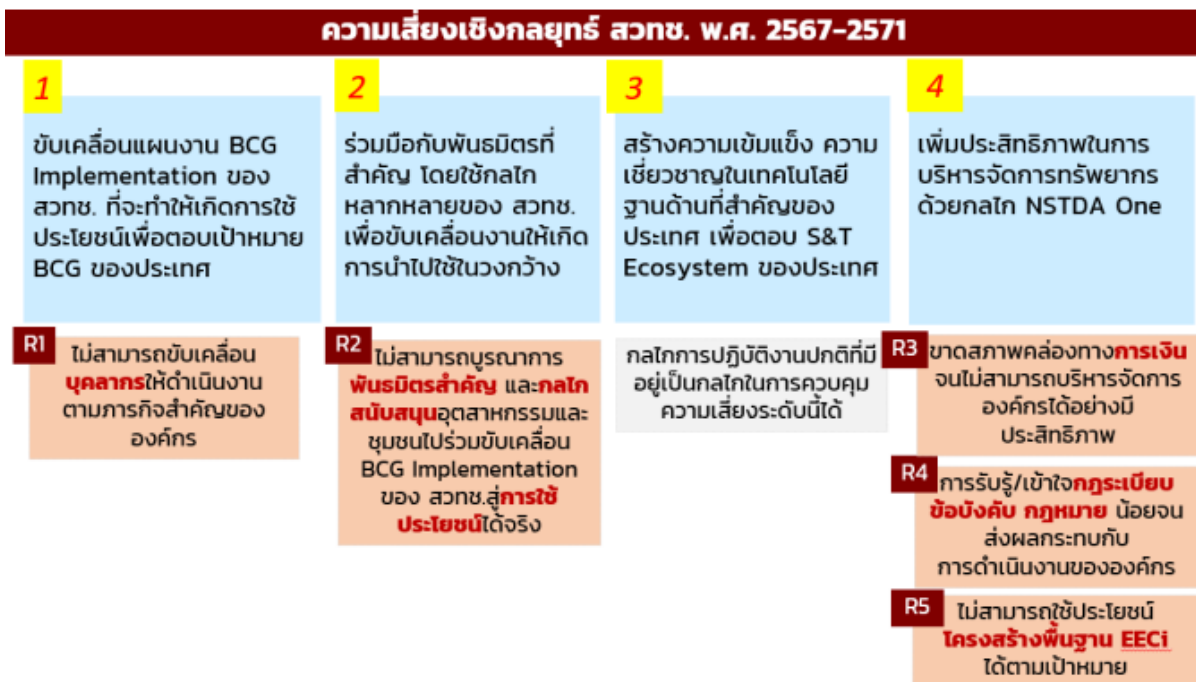 ความเสี่ยงเชิงกลยุทธ์ สวทช. พ.ศ. 2567-2571
1
ขับเคลื่อนแผนงาน BCG
Implementation ของ
สวทช. ที่จะทำให้เกิดการใช้
ประโยชน์เพื่อตอบเป้าหมาย
BCG ของประเทศ
R1
ไม่สามารถขับเคลื่อน
บุคลากรให้ดำเนินงาน
ตามภารกิจสำคัญของ
องค์กร
2
ร่วมมือกับพันธมิตรที่
สำคัญ โดยใช้กลไก
หลากหลายของ สวทช.
เพื่อขับเคลื่อนงานให้เกิด
การนำไปใช้ในวงกว้าง
R2
ไม่สามารถบูรณาการ
พันธมิตรสำคัญ และกลไก
สนับสนุนอุตสาหกรรมและ
ชุมชนไปร่วมขับเคลื่อน
BCG Implementation
ของ สวทช.สู่การใช้
ประโยชน์ได้จริง
3
สร้างความเข้มแข็ง ความ
เชี่ยวชาญในเทคโนโลยี
ฐานด้านที่สำคัญของ
ประเทศ เพื่อตอบ S&T
Ecosystem ของประเทศ
กลไกการปฏิบัติงานปกติที่มี
อยู่เป็นกลไกในการควบคุม
ความเสี่ยงระดับนี้ได้
4
เพิ่มประสิทธิภาพในการ
บริหารจัดการทรัพยากร
ด้วยกลไก NSTDA One
R3
ขาดสภาพคล่องทางการเงิน
จนไม่สามารถบริหารจัดการ
องค์กรได้อย่างมี
ประสิทธิภาพ
R4
การรับรู้/เข้าใจกฎระเบียบ
ข้อบังคับ กฎหมาย น้อยจน
ส่งผลกระทบกับ
การดำเนินงานขององค์กร
R5
ไม่สามารถใช้ประโยชน์
โครงสร้างพื้นฐาน EECi
ได้ตามเป้าหมาย